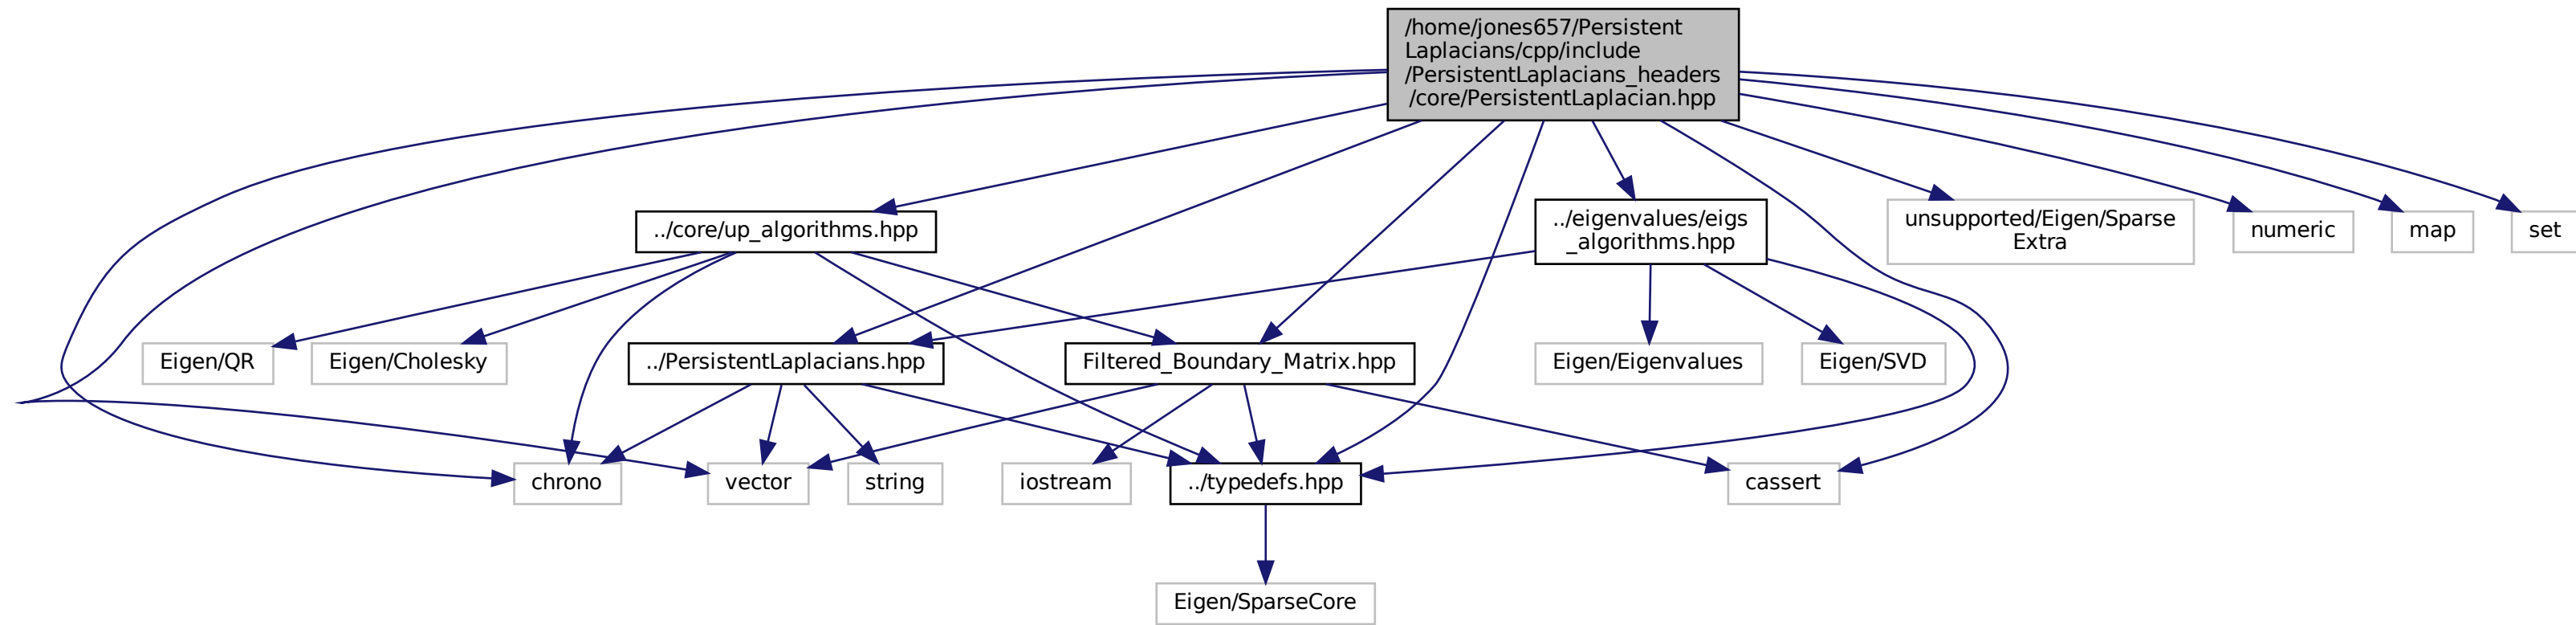 /home/jones657/Persistent
Laplacians/cpp/include
/PersistentLaplacians_headers
/core/PersistentLaplacian.hpp
../core/up_algorithms.hpp
../eigenvalues/eigs
_algorithms.hpp
unsupported/Eigen/Sparse
Extra
numeric
map
set
Eigen/QR
Eigen/Cholesky
../PersistentLaplacians.hpp
Filtered_Boundary_Matrix.hpp
Eigen/Eigenvalues
Eigen/SVD
chrono
vector
string
iostream
../typedefs.hpp
cassert
Eigen/SparseCore